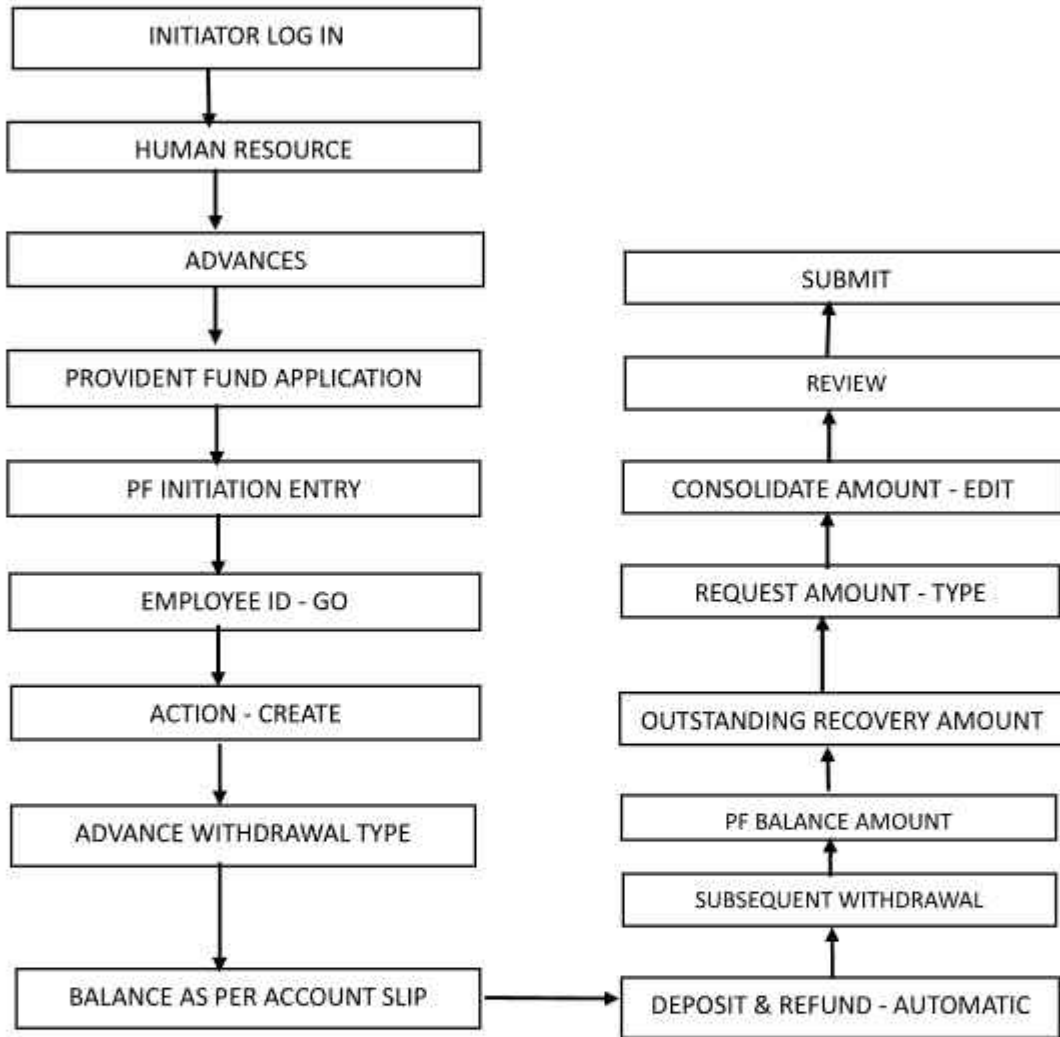 INITIATOR LOG IN
HUMAN RESOURCE
ADVANCES
PROVIDENT FUND APPLICATION
PF INITIATION ENTRY
EMPLOYEE ID - GO
ACTION - CREATE
ADVANCE WITHDRAWAL TYPE
BALANCE AS PER ACCOUNT SLIP
DEPOSIT & REFUND - AUTOMATIC
SUBSEQUENT WITHDRAWAL
PF BALANCE AMOUNT
OUTSTANDING RECOVERY AMOUNT
REQUEST AMOUNT - TYPE
CONSOLIDATE AMOUNT - EDIT
REVIEW
SUBMIT